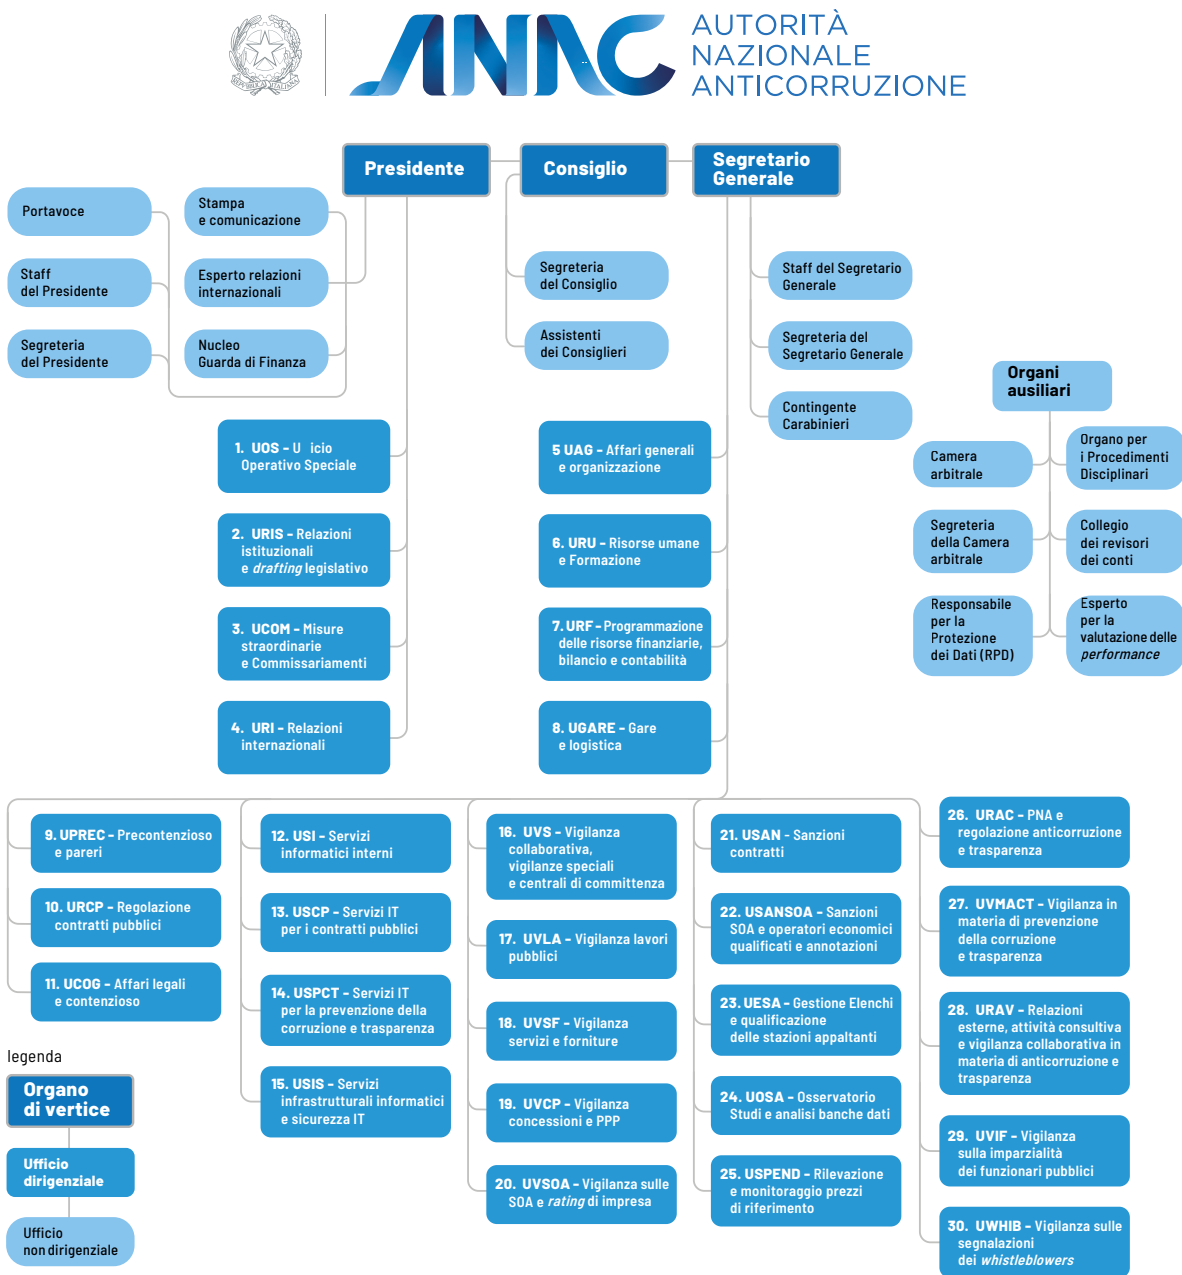 REPVBBLICA ITALIANA
ANAC
AUTORITÀ
NAZIONALE
ANTICORRUZIONE
Presidente
Consiglio
Segretario
Generale
Portavoce
Stampa
e comunicazione
Staff
del Presidente
Esperto relazioni
internazionali
Segreteria
del Presidente
Nucleo
Guarda di Finanza
Segreteria
del Consiglio
Assistenti
dei Consiglieri
Staff del Segretario
Generale
Segreteria del
Segretario Generale
Contingente
Carabinieri
Organi
ausiliari
Camera
arbitrale
Organo per
i Procedimenti
Disciplinari
Segreteria
della Camera
arbitrale
Collegio
dei revisori
dei conti
Responsabile
per la
Protezione
dei Dati (RPD)
Esperto
per la
valutazione delle
performance
1. UOS - U icio
Operativo Speciale
2. URIS - Relazioni
istituzionali
e drafting legislativo
3. UCOM - Misure
straordinarie
e Commissariamenti
4. URI - Relazioni
internazionali
5 UAG - Affari generali
e organizzazione
6. URU - Risorse umane
e Formazione
7. URF - Programmazione
delle risorse finanziarie,
bilancio e contabilità
8. UGARE - Gare
e logistica
9. UPREC - Precontenzioso
e pareri
10. URCP - Regolazione
contratti pubblici
11. UCOG - Affari legali
e contenzioso
12. USI - Servizi
informatici interni
13. USCP - Servizi IT
per i contratti pubblici
14. USPCT - Servizi IT
per la prevenzione della
corruzione e trasparenza
15. USIS - Servizi
infrastrutturali informatici
e sicurezza IT
16. UVS - Vigilanza
collaborativa,
vigilanze speciali
e centrali di committenza
17. UVLA - Vigilanza lavori
pubblici
18. UVSF - Vigilanza
servizi e forniture
19. UVCP - Vigilanza
concessioni e PPP
20. UVSOA - Vigilanza sulle
SOA e rating di impresa
21. USAN - Sanzioni
contratti
22. USANSOA - Sanzioni
SOA e operatori economici
qualificati e annotazioni
23. UESA - Gestione Elenchi
e qualificazione
delle stazioni appaltanti
24. UOSA - Osservatorio
Studi e analisi banche dati
25. USPEND - Rilevazione
e monitoraggio prezzi
di riferimento
26. URAC - PNA e
regolazione anticorruzione
e trasparenza
27. UVMACT - Vigilanza in
materia di prevenzione
della corruzione
e trasparenza
28. URAV - Relazioni
esterne, attività consultiva
e vigilanza collaborativa in
materia di anticorruzione e
trasparenza
29. UVIF - Vigilanza
sulla imparzialità
dei funzionari pubblici
30. UWHIB - Vigilanza sulle
segnalazioni
dei whistleblowers
legenda
Organo
di vertice
Ufficio
dirigenziale
Ufficio
non dirigenziale